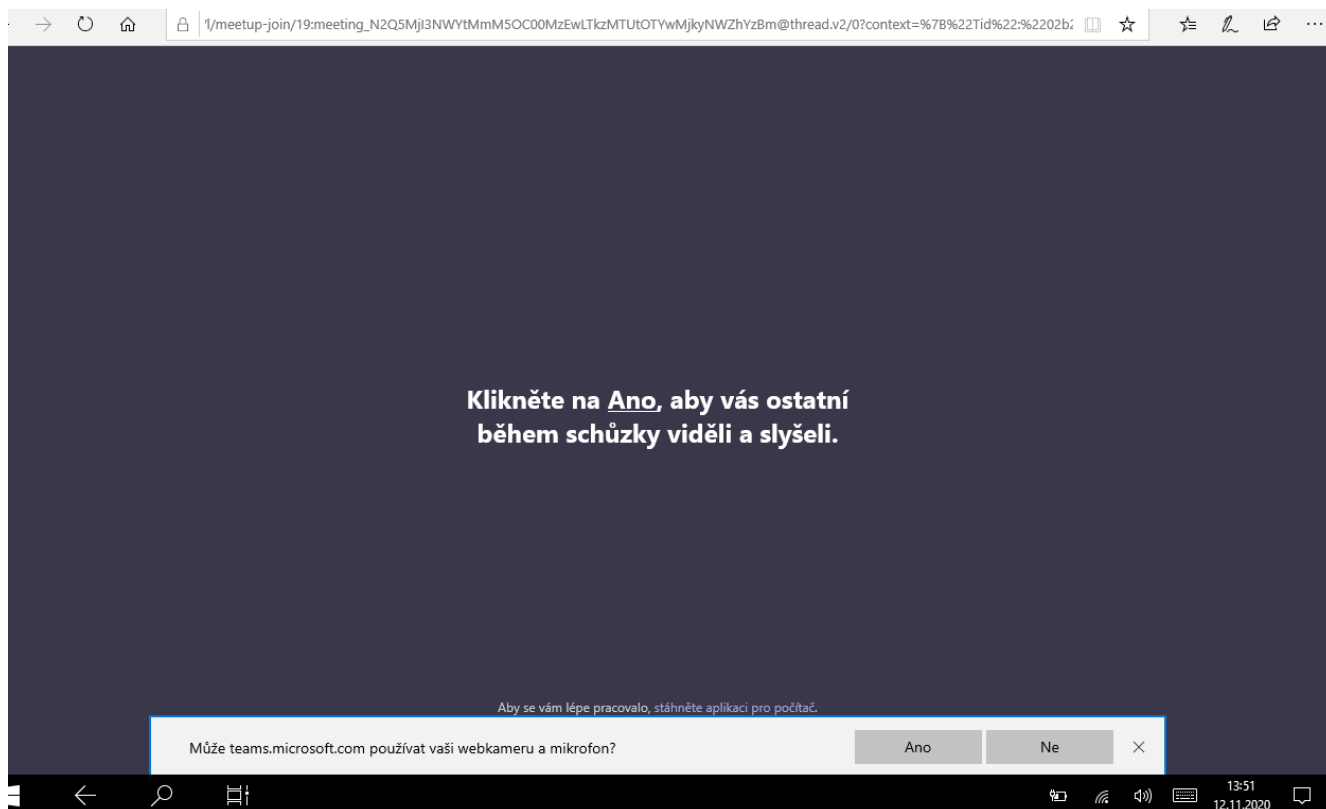 1/meetup-join/19:meeting_N2Q5MjI3NWYtMmM5OC00MzEwLTkzMTUtOTYwMjkyNWZhYzBm@thread.v2/0?context=%7B%22Tid%22:%2202b2
Klikněte na Ano, aby vás ostatní
během schůzky viděli a slyšeli.
Aby se vám lépe pracovalo, stáhněte aplikaci pro počítač.
Může teams.microsoft.com používat vaši webkameru a mikrofon?
Ano
Ne
13:51
12.11.2020